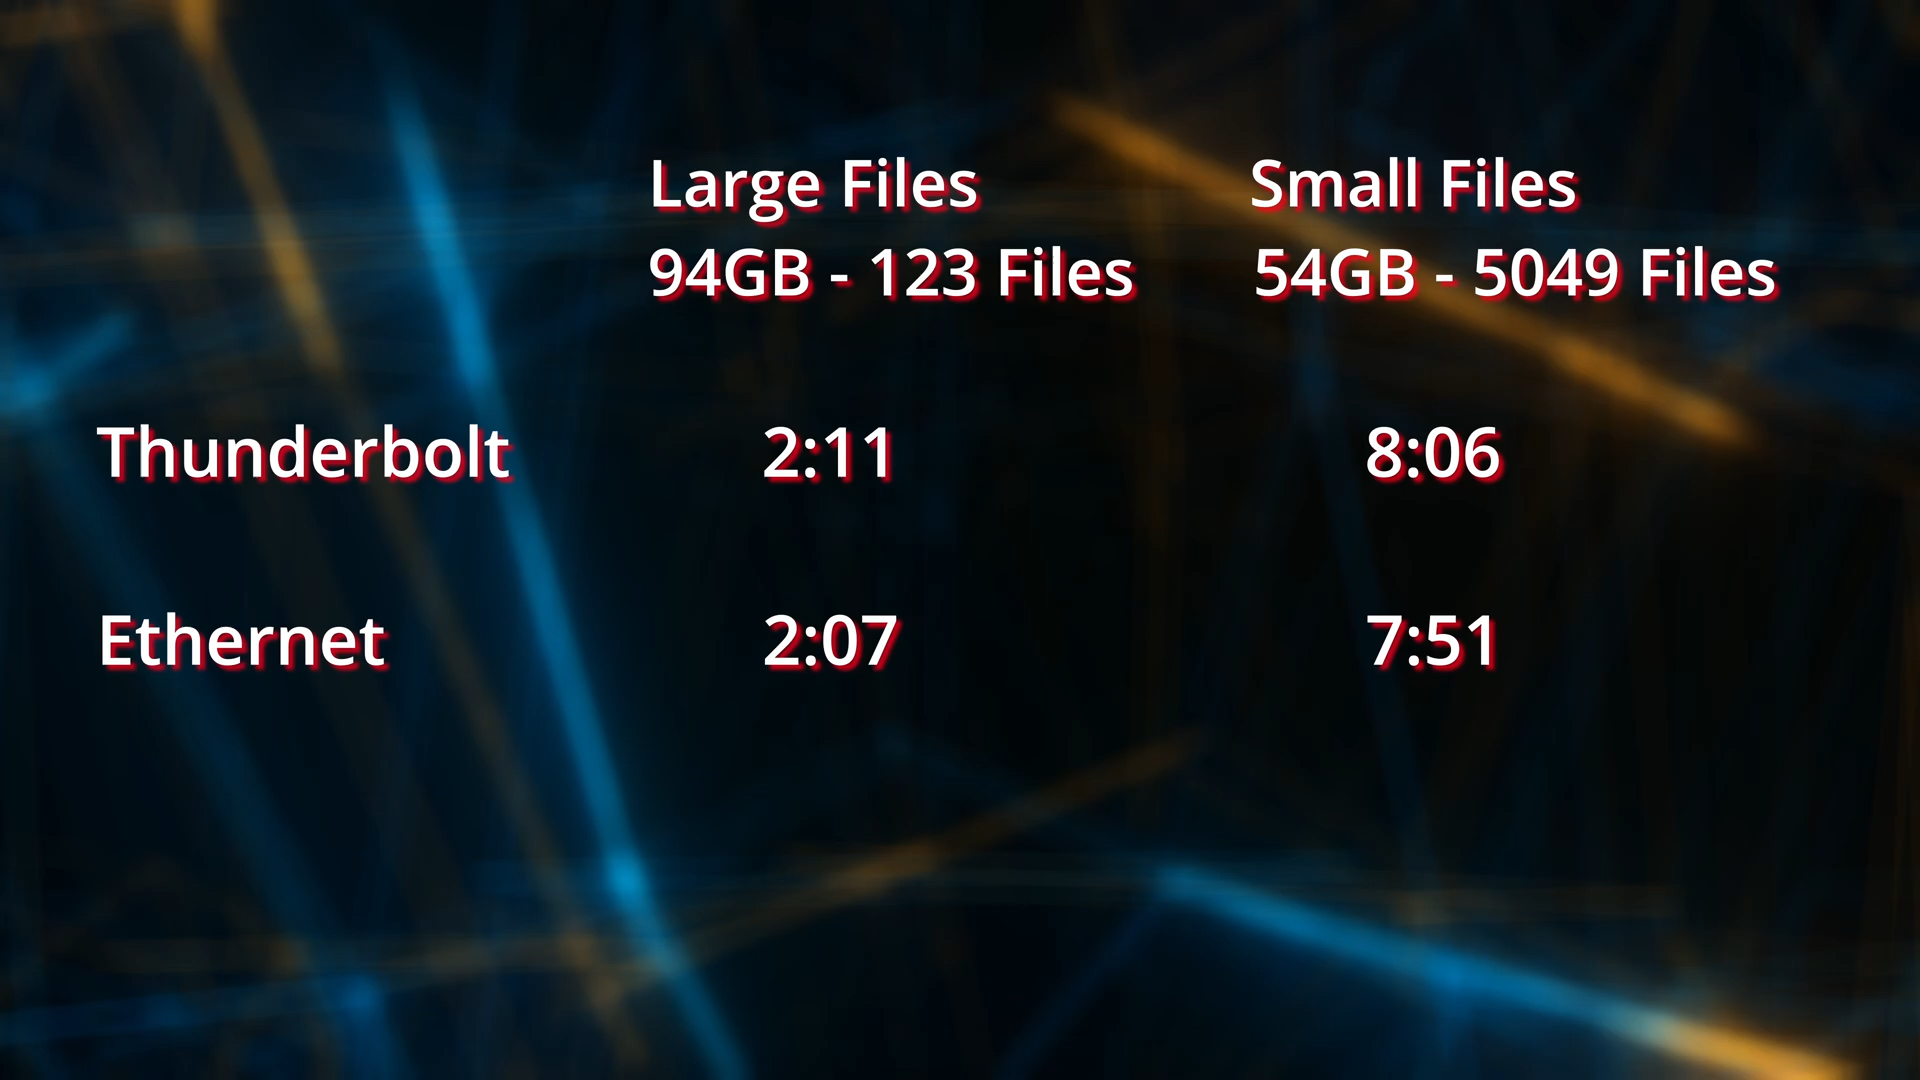 Large Files Small Files
94GB - 123 Files 54GB - 5049 Files
Thunderbolt 2:11 8:06
Ethernet 2:07 7:51